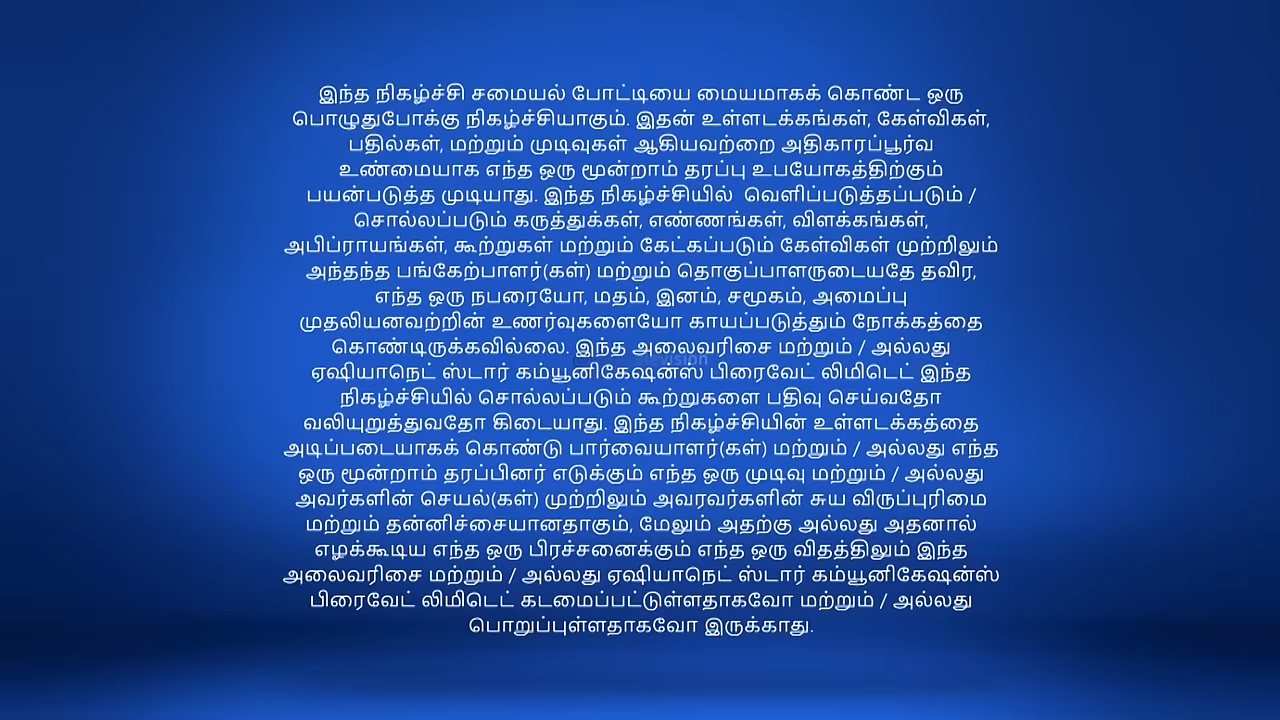 இந்த நிகழ்ச்சி சமையல் போட்டியை மையமாகக் கொண்ட ஒரு
பொழுதுபோக்கு நிகழ்ச்சியாகும். இதன் உள்ளடக்கங்கள், கேள்விகள்,
பதில்கள், மற்றும் முடிவுகள் ஆகியவற்றை அதிகாரப்பூர்வ
உண்மையாக எந்த ஒரு மூன்றாம் தரப்பு உபயோகத்திற்கும்
பயன்படுத்த முடியாது. இந்த நிகழ்ச்சியில் வெளிப்படுத்தப்படும் /
சொல்லப்படும் கருத்துக்கள், எண்ணங்கள், விளக்கங்கள்,
அபிப்ராயங்கள், கூற்றுகள் மற்றும் கேட்கப்படும் கேள்விகள் முற்றிலும்
அந்தந்த பங்கேற்பாளர்(கள்) மற்றும் தொகுப்பாளருடையதே தவிர,
எந்த ஒரு நபரையோ, மதம், இனம், சமூகம், அமைப்பு
முதலியனவற்றின் உணர்வுகளையோ காயப்படுத்தும் நோக்கத்தை
கொண்டிருக்கவில்லை. இந்த அலைவரிசை மற்றும் / அல்லது
ஏஷியாநெட் ஸ்டார் கம்யூனிகேஷன்ஸ் பிரைவேட் லிமிடெட் இந்த
நிகழ்ச்சியில் சொல்லப்படும் கூற்றுகளை பதிவு செய்வதோ
வலியுறுத்துவதோ கிடையாது. இந்த நிகழ்ச்சியின் உள்ளடக்கத்தை
அடிப்படையாகக் கொண்டு பார்வையாளர்(கள்) மற்றும் / அல்லது எந்த
ஒரு மூன்றாம் தரப்பினர் எடுக்கும் எந்த ஒரு முடிவு மற்றும் / அல்லது
அவர்களின் செயல்(கள்) முற்றிலும் அவரவர்களின் சுய விருப்புரிமை
மற்றும் தன்னிச்சையானதாகும், மேலும் அதற்கு அல்லது அதனால்
எழக்கூடிய எந்த ஒரு பிரச்சனைக்கும் எந்த ஒரு விதத்திலும் இந்த
அலைவரிசை மற்றும் / அல்லது ஏஷியாநெட் ஸ்டார் கம்யூனிகேஷன்ஸ்
பிரைவேட் லிமிடெட் கடமைப்பட்டுள்ளதாகவோ மற்றும் / அல்லது
பொறுப்புள்ளதாகவோ இருக்காது.